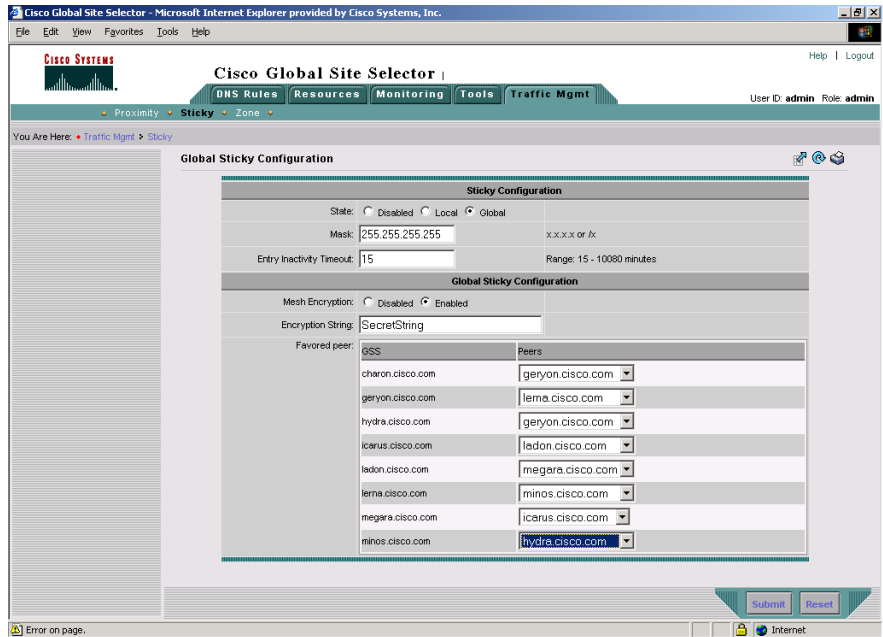 Cisco Global Site Selector - Microsoft Internet Explorer provided by Cisco Systems, Inc.
File Edit View Favorites Tools Help
Help | Logout
CISCO SYSTEMS
Cisco Global Site Selector
DNS Rules Resources Monitoring Tools Traffic Mgmt
User ID: admin Role: admin
Proximity Sticky Zone
You Are Here: Traffic Mgmt > Sticky
Global Sticky Configuration
Sticky Configuration
State: Disabled Local Global
Mask: 255.255.255.255 x.x.x.x or /x
Entry Inactivity Timeout: 15 Range: 15 - 10080 minutes
Global Sticky Configuration
Mesh Encryption: Disabled Enabled
Encryption String: SecretString
Favored peer: GSS Peers
charon.cisco.com geryon.cisco.com
geryon.cisco.com lerna.cisco.com
hydra.cisco.com geryon.cisco.com
icarus.cisco.com ladon.cisco.com
ladon.cisco.com megara.cisco.com
lerna.cisco.com minos.cisco.com
megara.cisco.com icarus.cisco.com
minos.cisco.com hydra.cisco.com
Submit Reset
Error on page. Internet